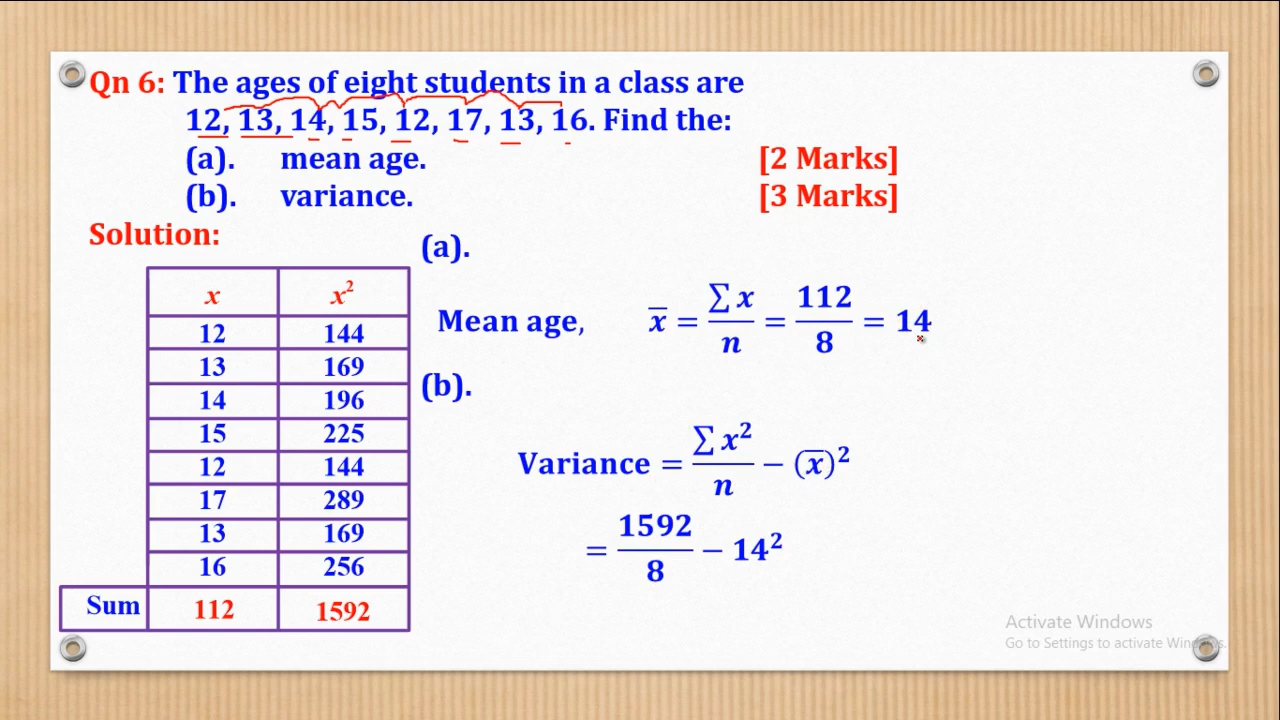 Qn 6: The ages of eight students in a class are
12, 13, 14, 15, 12, 17, 13, 16. Find the:
(a). mean age. [2 Marks]
(b). variance. [3 Marks]
Solution:
x x²
12 144
13 169
14 196
15 225
12 144
17 289
13 169
16 256
Sum 112 1592
(a).
Mean age, x̅ = ∑x/n = 112/8 = 14
(b).
Variance = ∑x²/n − (x̅)²
= 1592/8 − 14²
Activate Windows
Go to Settings to activate Windows.